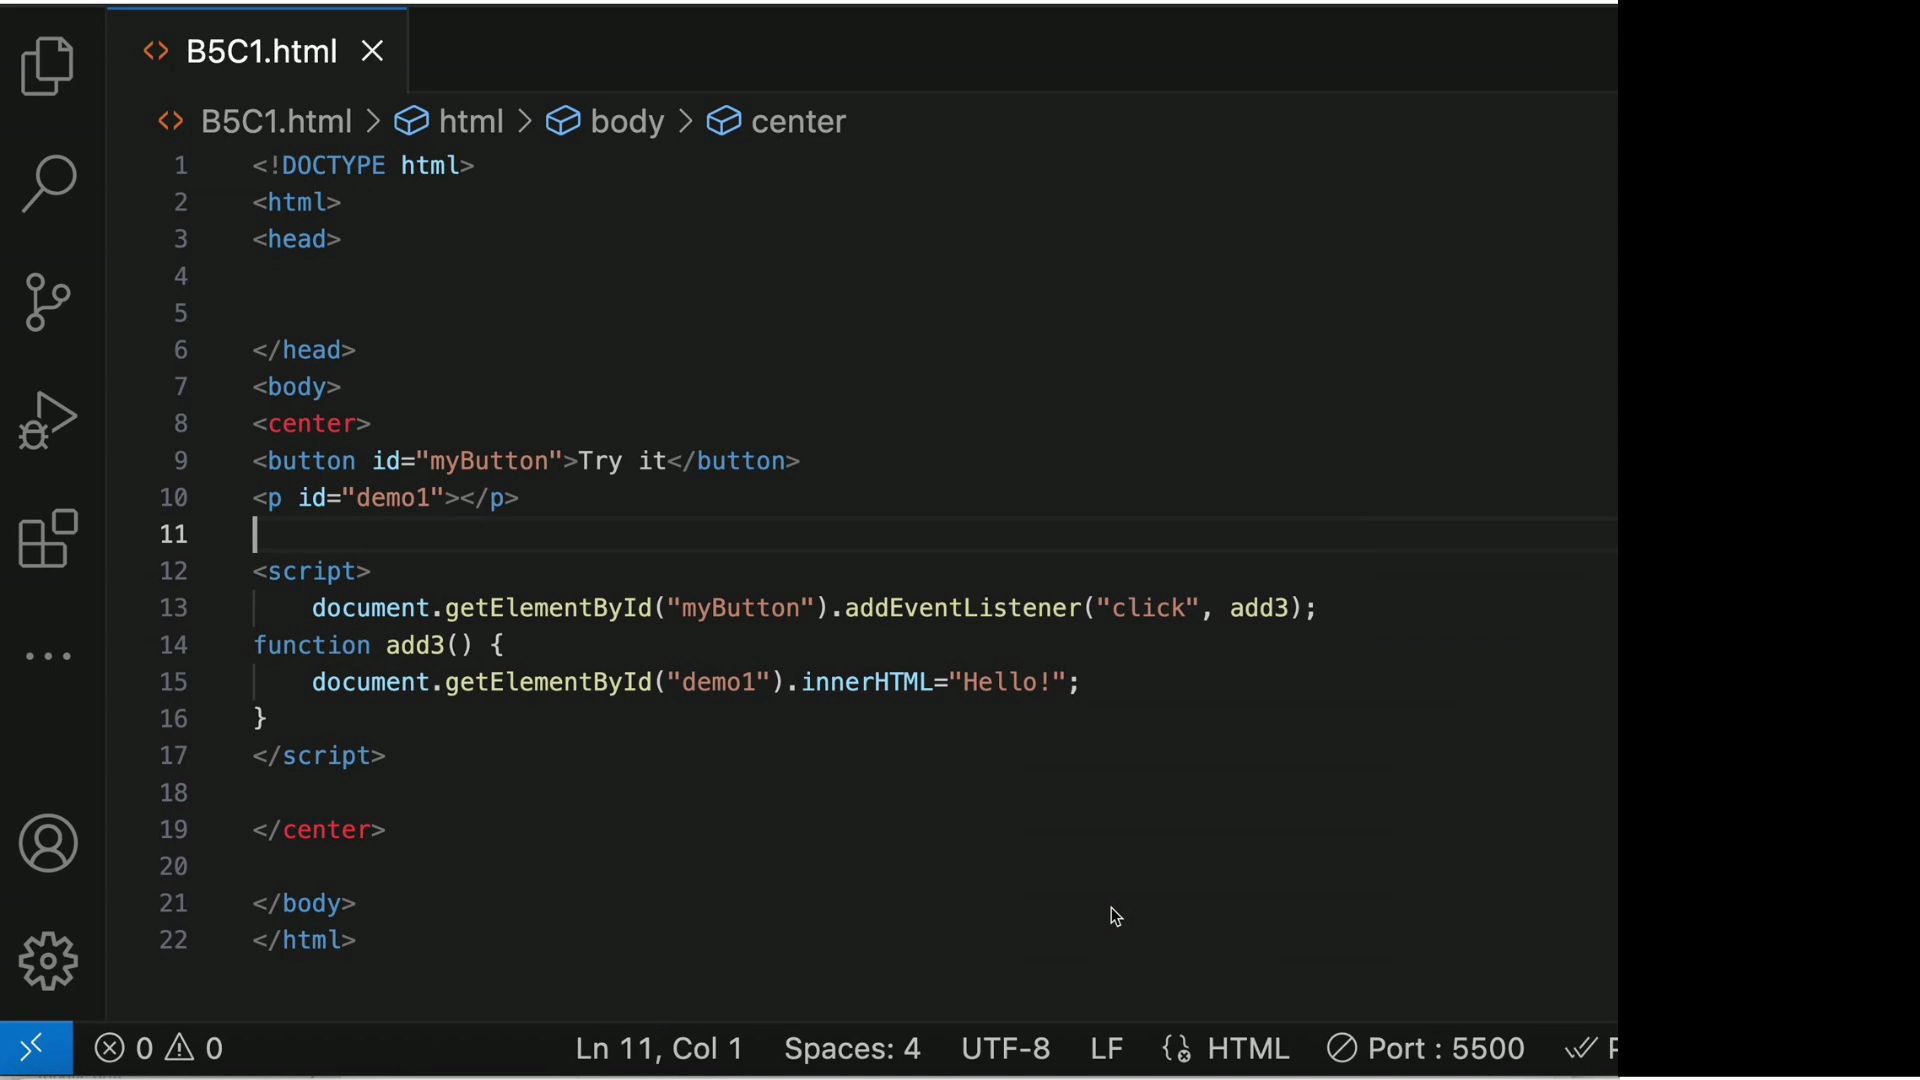 B5C1.html
B5C1.html > html > body > center
1 <!DOCTYPE html>
2 <html>
3 <head>
4
5
6 </head>
7 <body>
8 <center>
9 <button id="myButton">Try it</button>
10 <p id="demo1"></p>
11
12 <script>
13     document.getElementById("myButton").addEventListener("click", add3);
14 function add3() {
15     document.getElementById("demo1").innerHTML="Hello!";
16 }
17 </script>
18
19 </center>
20
21 </body>
22 </html>
0 0 Ln 11, Col 1 Spaces: 4 UTF-8 LF HTML Port : 5500